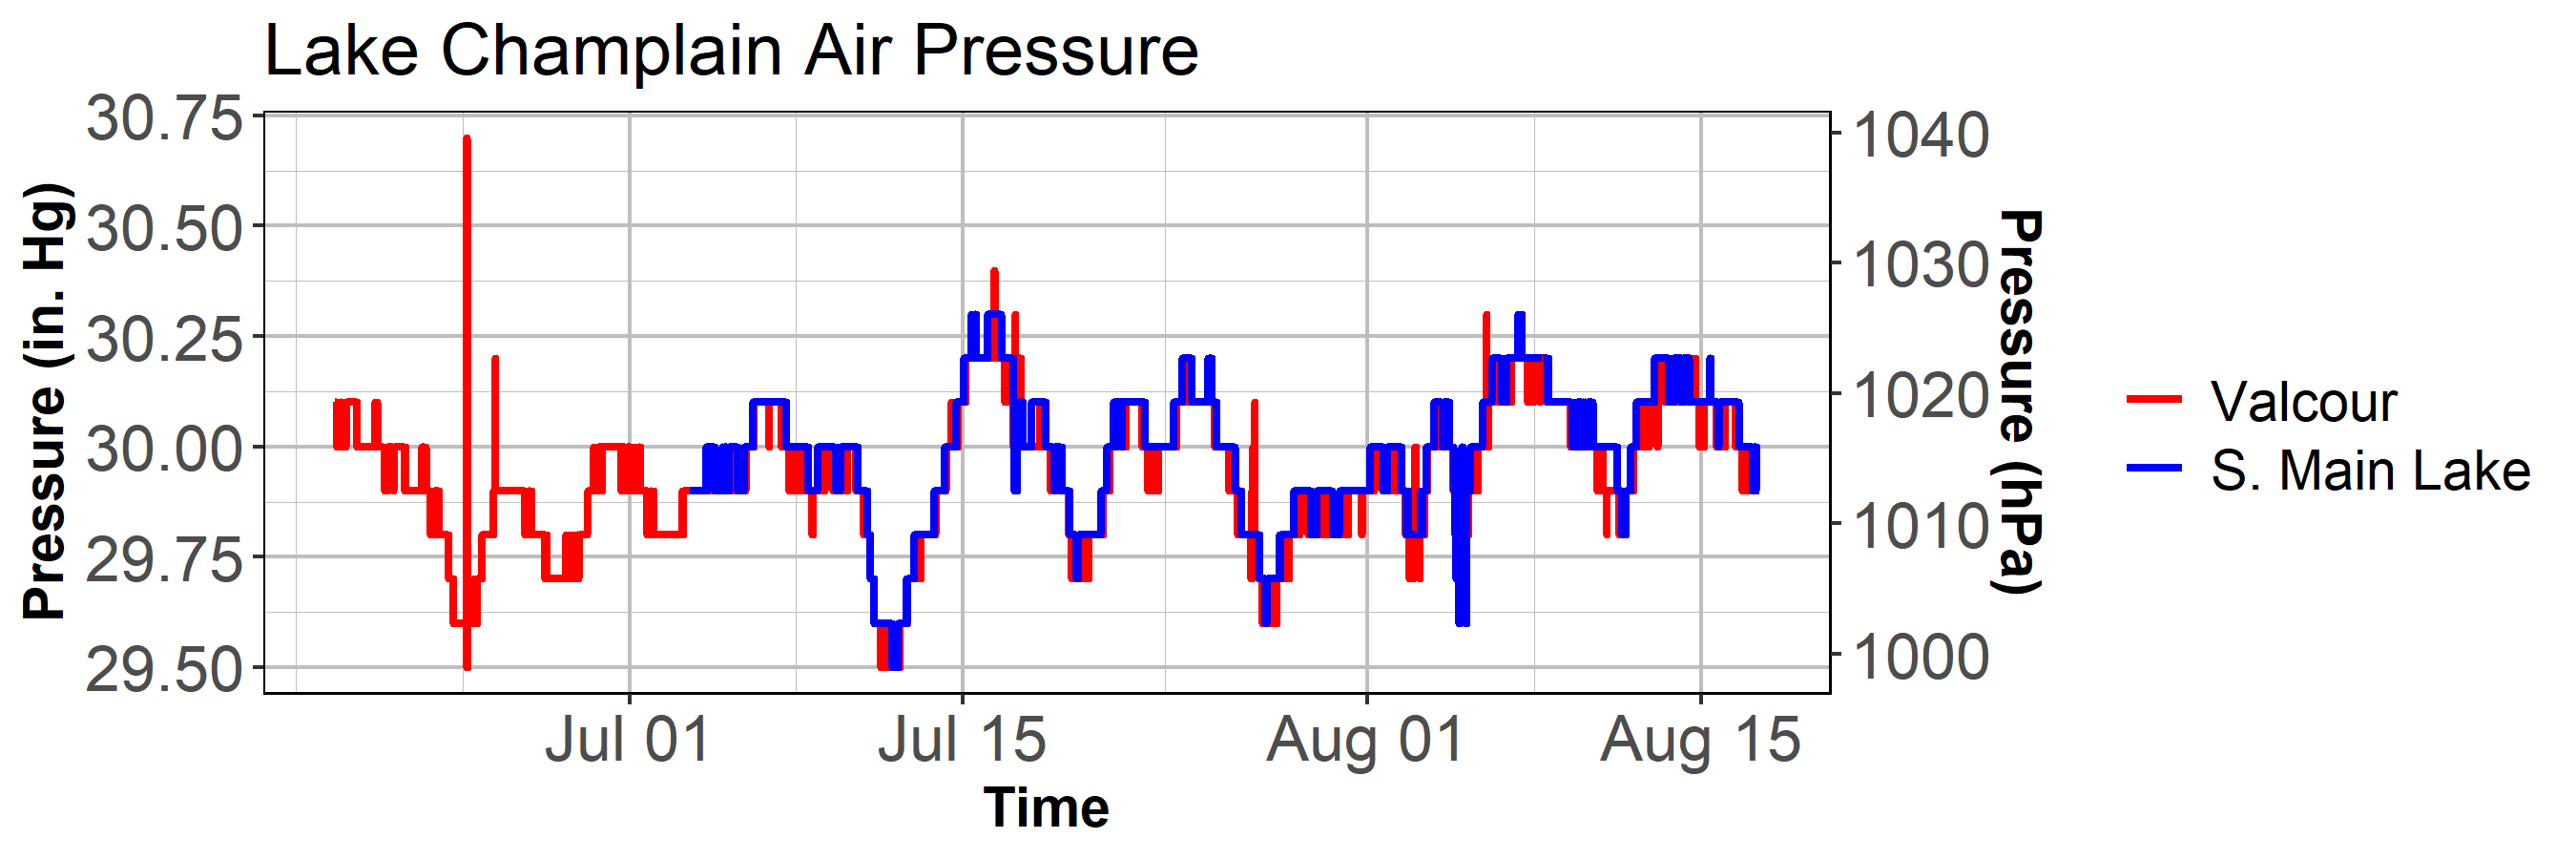 Lake Champlain Air Pressure
Pressure (in. Hg)
30.75
30.50
30.25
30.00
29.75
29.50
1040
1030
1020
1010
1000
Pressure (hPa)
Jul 01
Jul 15
Aug 01
Aug 15
Time
Valcour
S. Main Lake